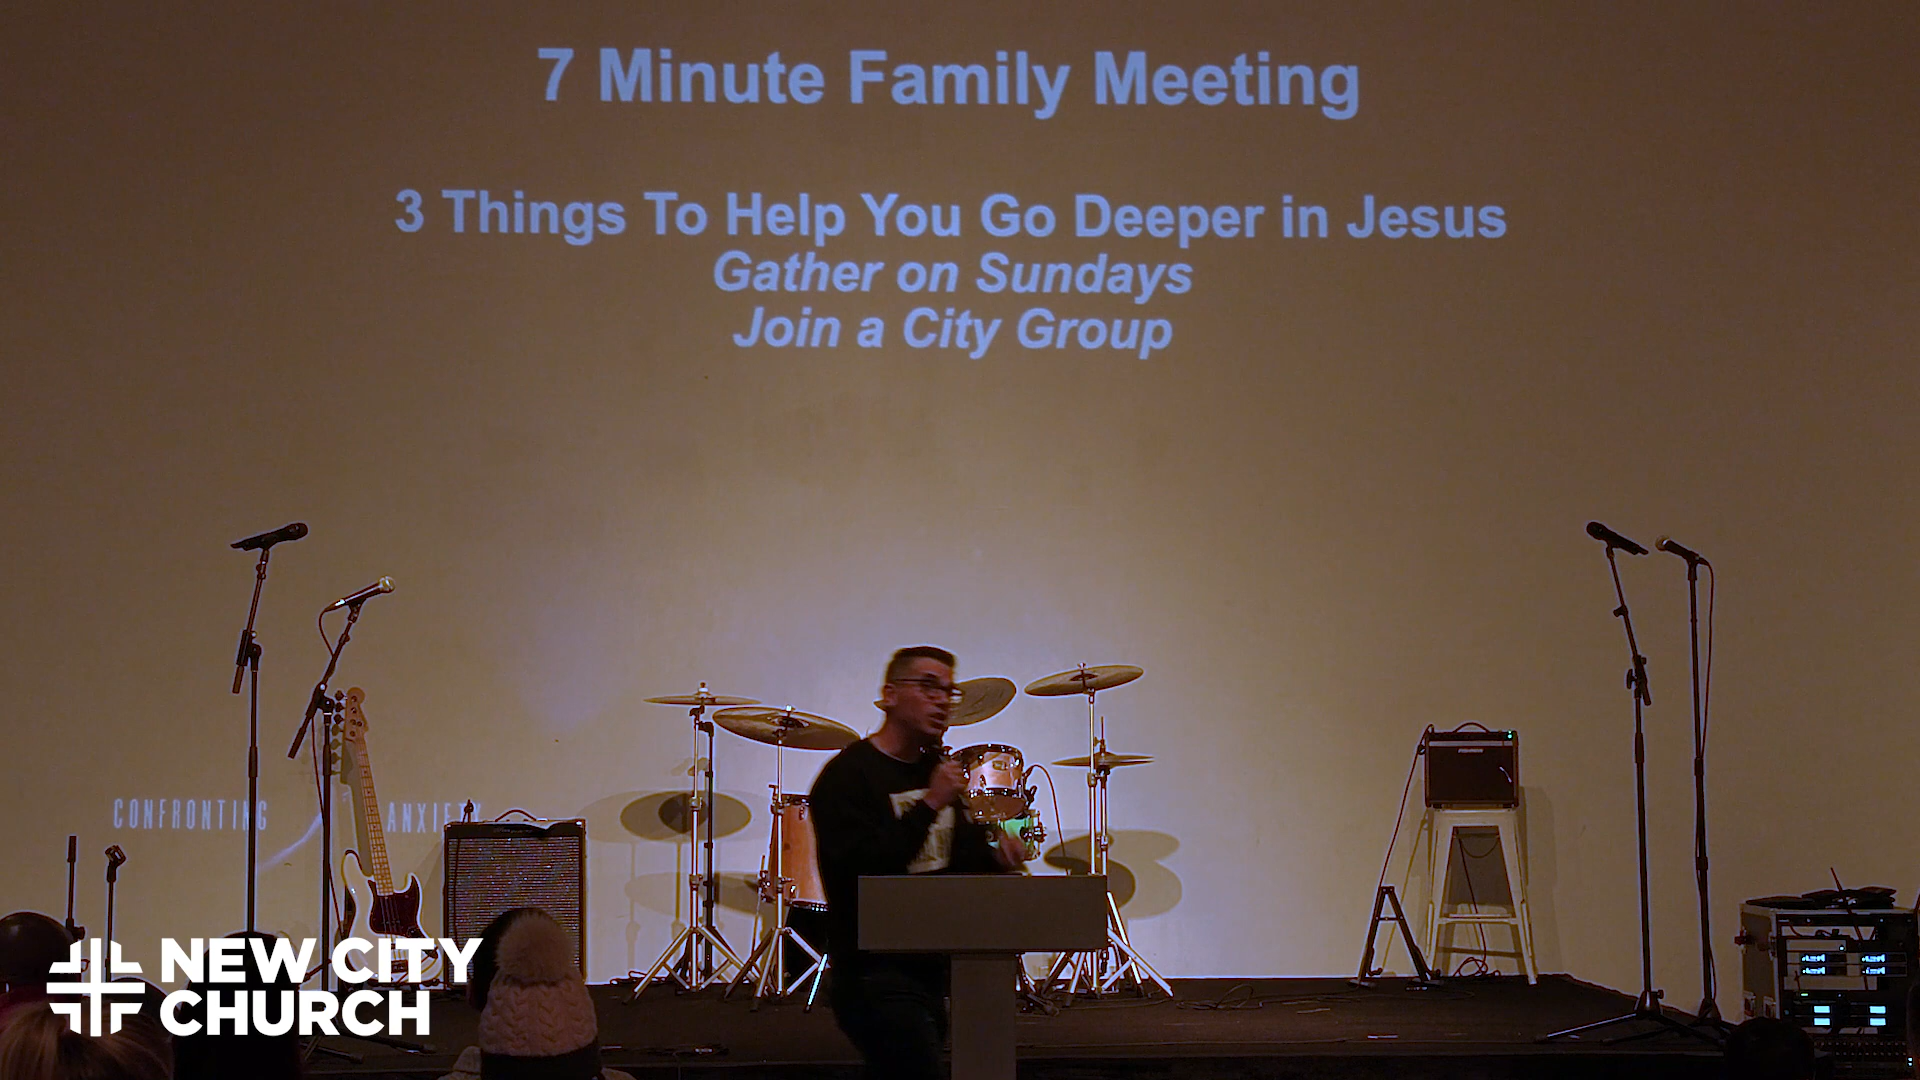 7 Minute Family Meeting
3 Things To Help You Go Deeper in Jesus
Gather on Sundays
Join a City Group
CONFRONTING ANXIETY
NEW CITY
CHURCH